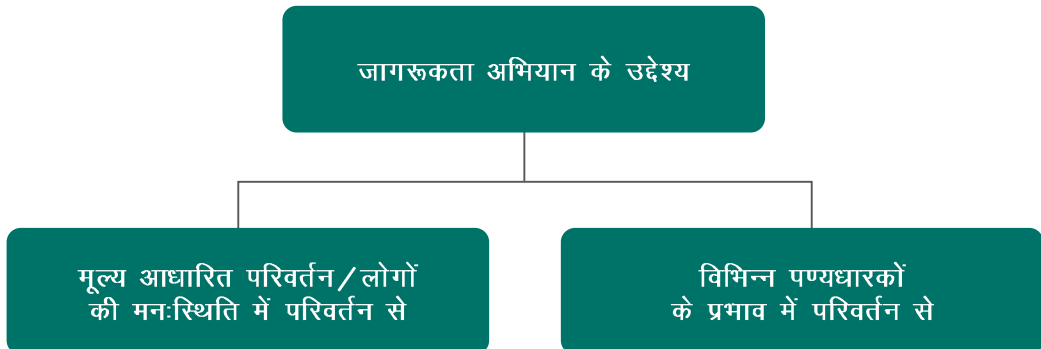 जागरूकता अभियान के उद्देश्य
मूल्य आधारित परिवर्तन/लोगों
की मनःस्थिति में परिवर्तन से
विभिन्न पण्यधारकों
के प्रभाव में परिवर्तन से